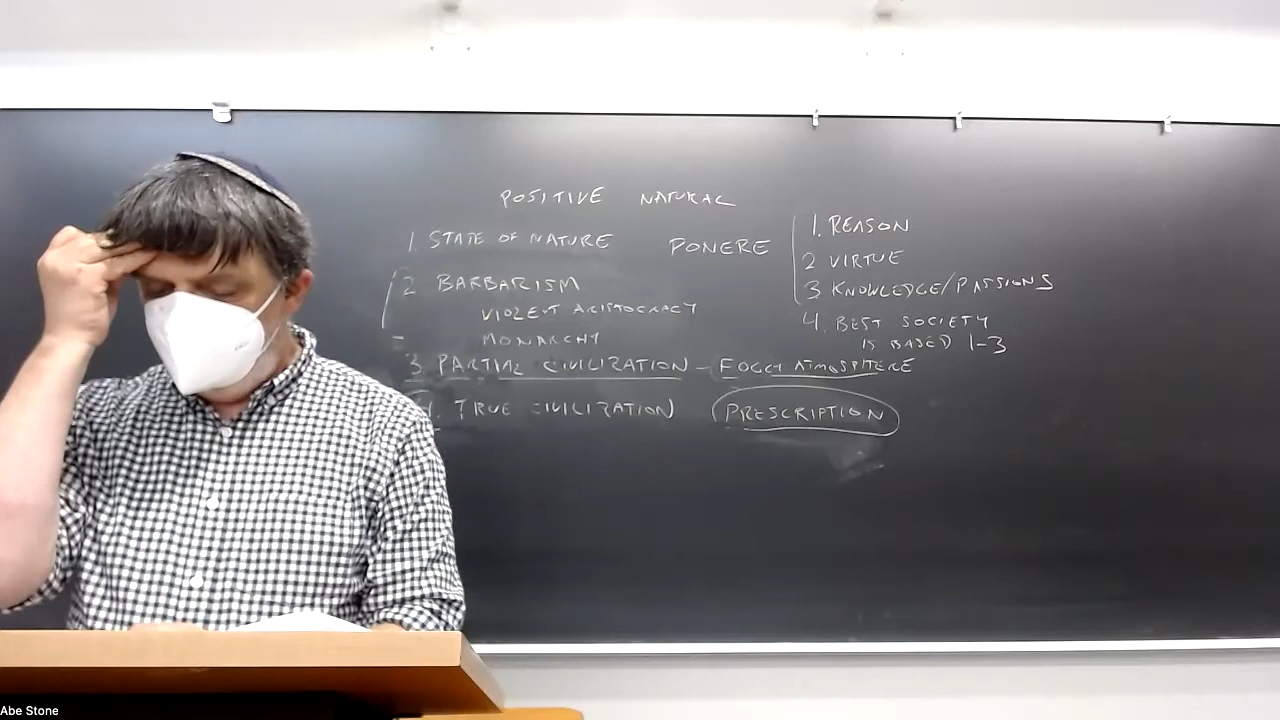 POSITIVE NATURAL
1. STATE OF NATURE PONERE
2 BARBARISM
VIOLENT ARISTOCRACY
MONARCHY
3. PARTIAL CIVILIZATION - FOGGY ATMOSPHERE
4. TRUE CIVILIZATION PRESCRIPTION
1. REASON
2 VIRTUE
3 KNOWLEDGE/PASSIONS
4. BEST SOCIETY
IS BASED 1-3
Abe Stone